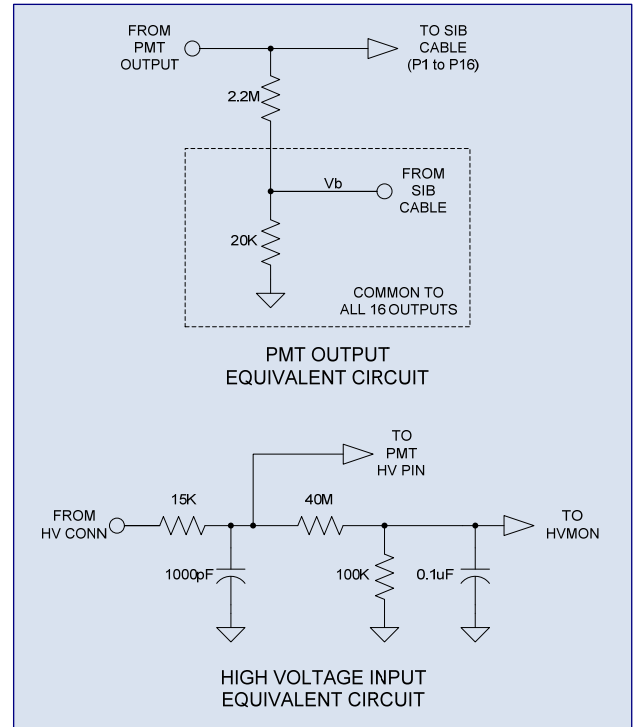 FROM
PMT
OUTPUT
TO SIB
CABLE
(P1 to P16)
2.2M
Vb
FROM
SIB
CABLE
20K
COMMON TO
ALL 16 OUTPUTS
PMT OUTPUT
EQUIVALENT CIRCUIT
TO
PMT
HV PIN
15K
40M
FROM
HV CONN
TO
HVMON
1000pF
100K
0.1uF
HIGH VOLTAGE INPUT
EQUIVALENT CIRCUIT